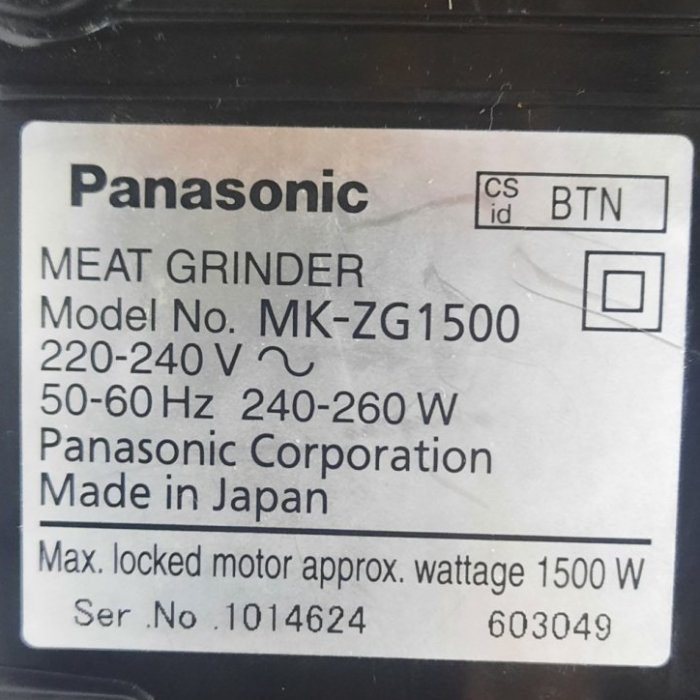 Panasonic
CS id BTN
MEAT GRINDER
Model No. MK-ZG1500
220-240 V ～
50-60 Hz 240-260 W
Panasonic Corporation
Made in Japan
Max. locked motor approx. wattage 1500 W
Ser .No .1014624 603049